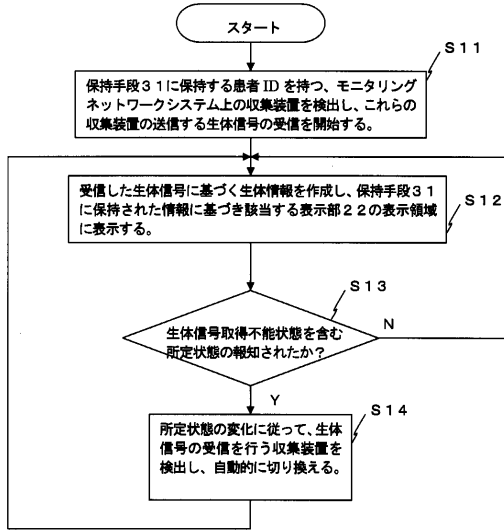 スタート
S11
保持手段31に保持する患者IDを持つ、モニタリング
ネットワークシステム上の収集装置を検出し、これらの
収集装置の送信する生体信号の受信を開始する。
S12
受信した生体信号に基づく生体情報を作成し、保持手段31
に保持された情報に基づき該当する表示部22の表示領域
に表示する。
S13
生体信号取得不能状態を含む
所定状態の報知されたか?
N
Y
S14
所定状態の変化に従って、生体
信号の受信を行う収集装置を
検出し、自動的に切り換える。